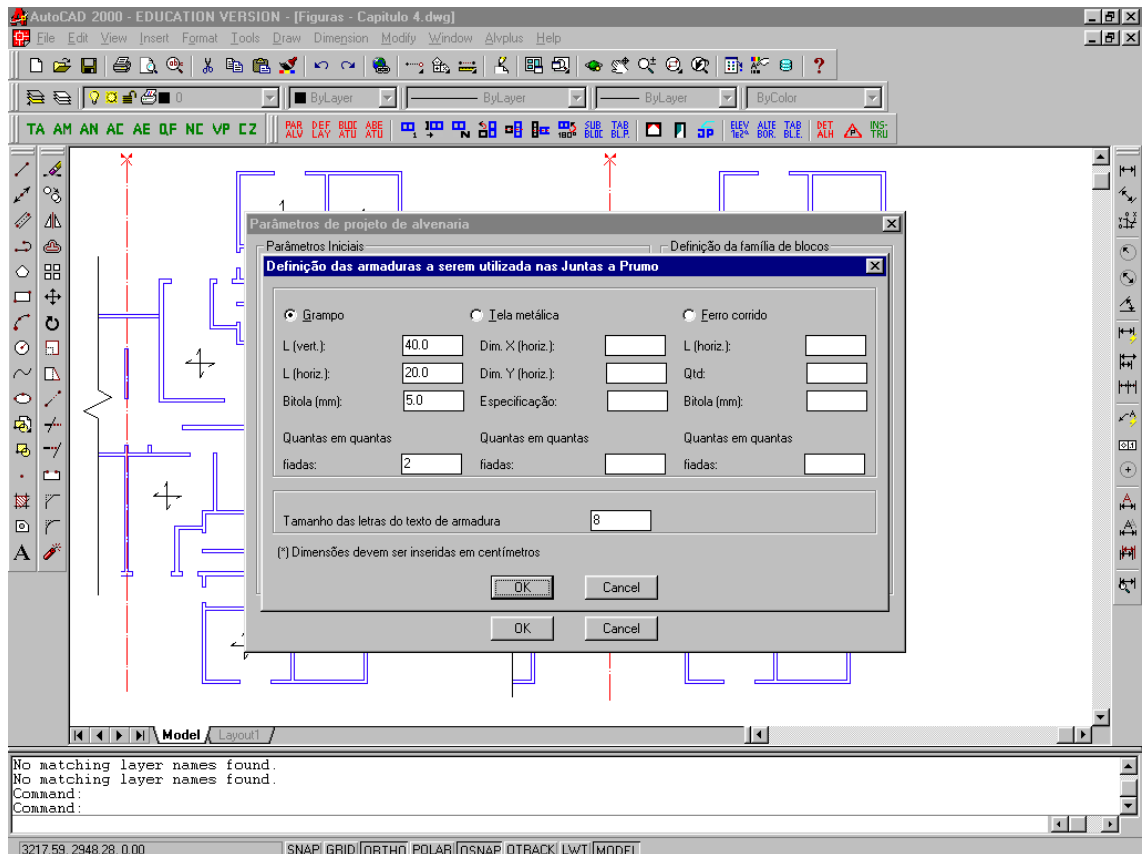 AutoCAD 2000 - EDUCATION VERSION - [Figuras - Capitulo 4.dwg]
File Edit View Insert Format Tools Draw Dimension Modify Window Alvplus Help
0 ByLayer ByLayer ByLayer ByColor
TA AM AN AC AE QF NC VP CZ PAR ALV DEF LAY BLOC ATU ABE ATU 1 N 180° SUB BLOC TAB BL.P. JP ELEV 1e2ª ALTE BOR. TAB BL.E. DET ALH A INS- TRU
Parâmetros de projeto de alvenaria
Parâmetros Iniciais Definição da família de blocos
Definição das armaduras a serem utilizada nas Juntas a Prumo
Grampo Tela metálica Ferro corrido ?
L (vert.): 40.0 Dim. X (horiz.): L (horiz.):
L (horiz.): 20.0 Dim. Y (horiz.): Qtd:
Bitola (mm): 5.0 Especificação: Bitola (mm):
Quantas em quantas Quantas em quantas Quantas em quantas
fiadas: 2 fiadas: fiadas:
Tamanho das letras do texto de armadura 8
(*) Dimensões devem ser inseridas em centímetros
OK Cancel
OK Cancel
Model Layout1
No matching layer names found.
No matching layer names found.
Command:
Command:
3217.59, 2948.28, 0.00 SNAP GRID ORTHO POLAR OSNAP OTRACK LWT MODEL